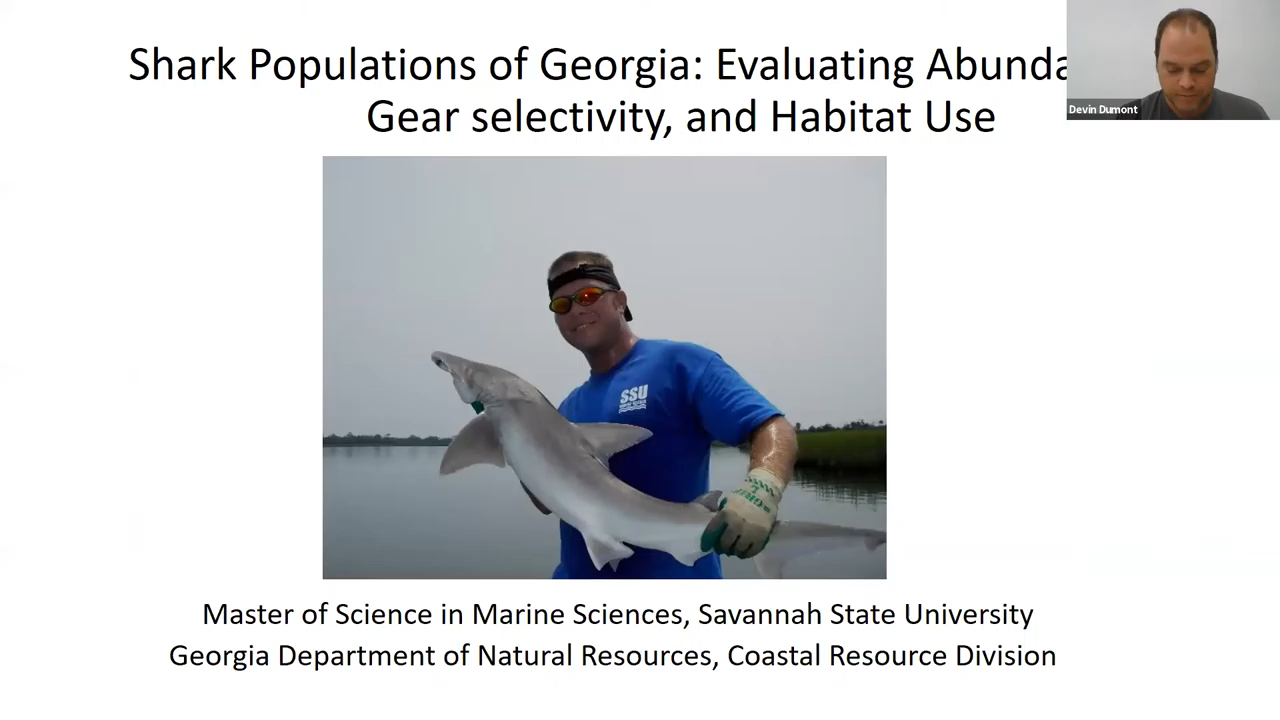 Shark Populations of Georgia: Evaluating Abunda
Gear selectivity, and Habitat Use
Devin Dumont
SSU
Master of Science in Marine Sciences, Savannah State University
Georgia Department of Natural Resources, Coastal Resource Division